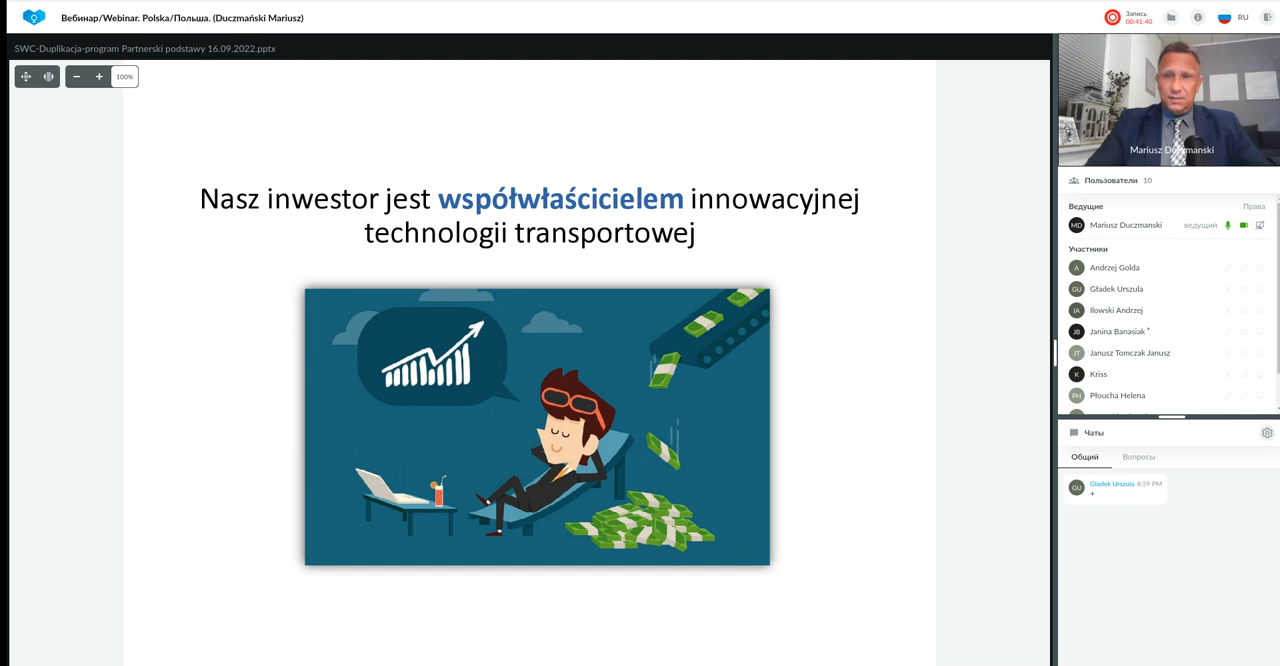 Вебинар/Webinar. Polska/Польша. (Duczmański Mariusz)
Запись
00:41:40
RU
SWC-Duplikacja-program Partnerski podstawy 16.09.2022.pptx
100%
Nasz inwestor jest współwłaścicielem innowacyjnej
technologii transportowej
Mariusz Duczmanski
Пользователи 10
Ведущие Права
MD Mariusz Duczmanski ведущий
Участники
A Andrzej Golda
GU Gładek Urszula
IA Ilowski Andrzej
JB Janina Banasiak *
JT Janusz Tomczak Janusz
K Kriss
PH Płoucha Helena
Чаты
Общий Вопросы
GU Gładek Urszula 8:59 PM
+